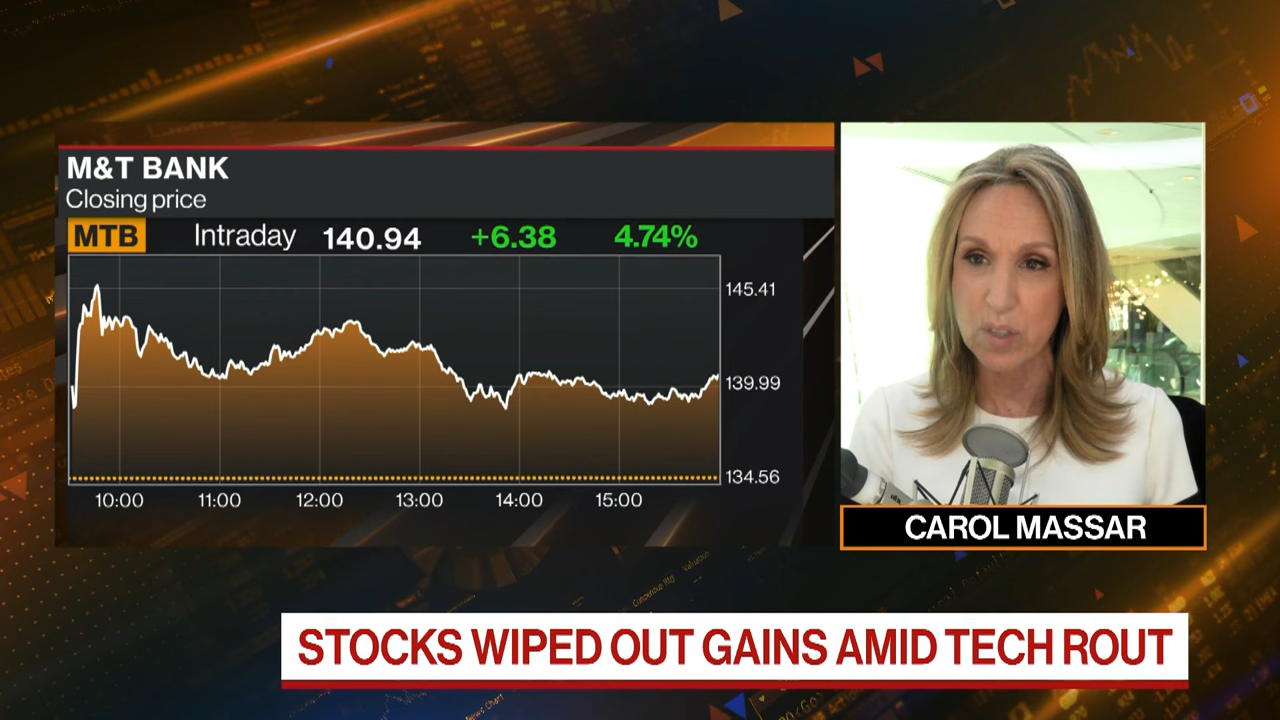 M&T BANK
Closing price
MTB Intraday 140.94 +6.38 4.74%
145.41
139.99
134.56
10:00 11:00 12:00 13:00 14:00 15:00
CAROL MASSAR
STOCKS WIPED OUT GAINS AMID TECH ROUT